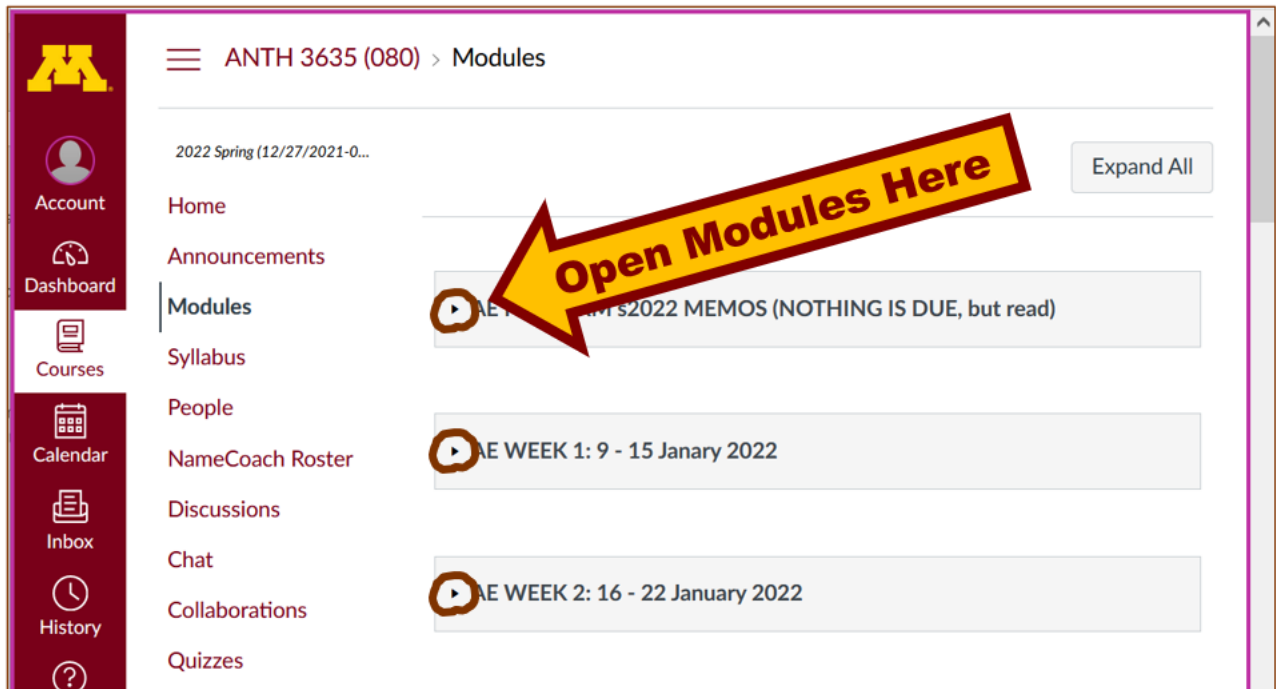 M
ANTH 3635 (080) > Modules
2022 Spring (12/27/2021-0...
Expand All
Account
Dashboard
Courses
Calendar
Inbox
History
Home
Announcements
Modules
Syllabus
People
NameCoach Roster
Discussions
Chat
Collaborations
Quizzes
Open Modules Here
AE s2022 MEMOS (NOTHING IS DUE, but read)
AE WEEK 1: 9 - 15 Janary 2022
AE WEEK 2: 16 - 22 January 2022